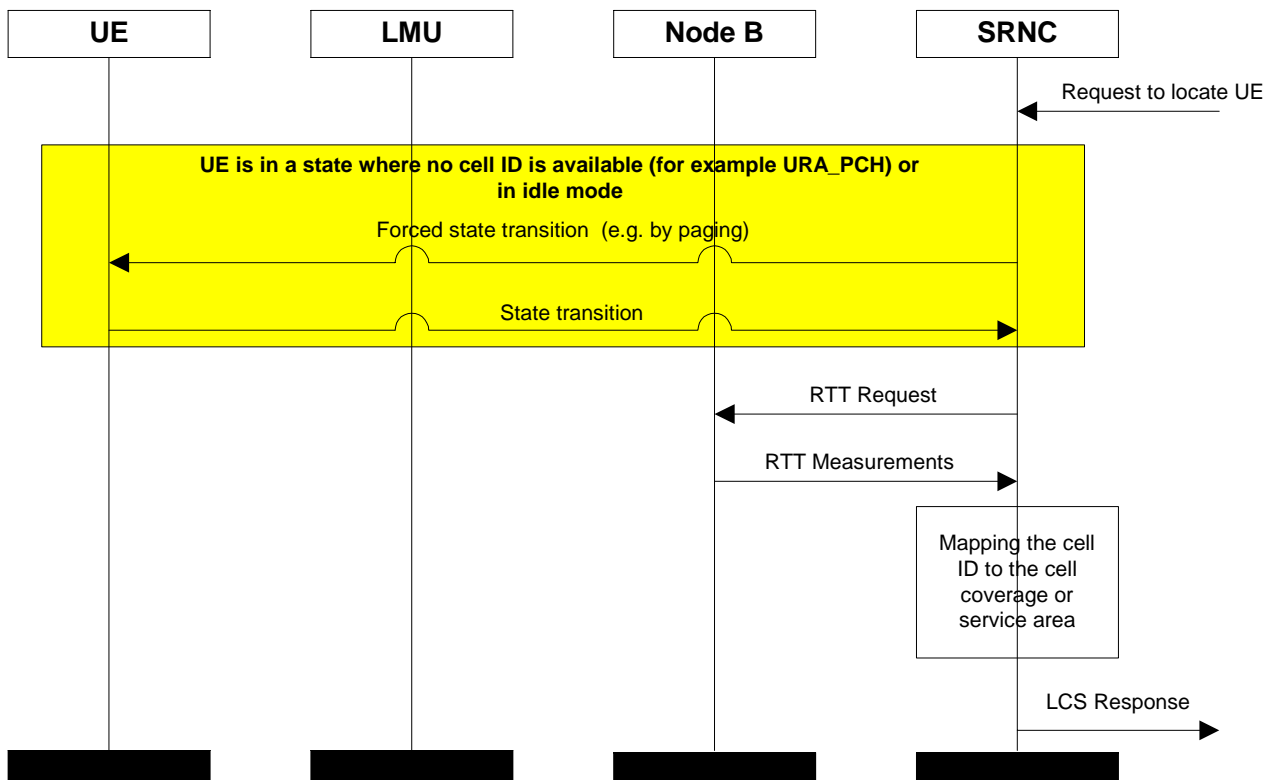 UE
LMU
Node B
SRNC
Request to locate UE
UE is in a state where no cell ID is available (for example URA_PCH) or
in idle mode
Forced state transition (e.g. by paging)
State transition
RTT Request
RTT Measurements
Mapping the cell
ID to the cell
coverage or
service area
LCS Response